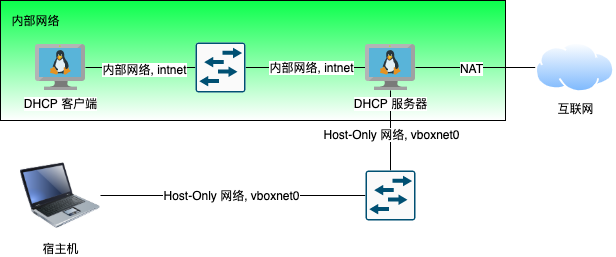 内部网络
内部网络, intnet
内部网络, intnet
NAT
DHCP 客户端
DHCP 服务器
互联网
Host-Only 网络, vboxnet0
Host-Only 网络, vboxnet0
宿主机